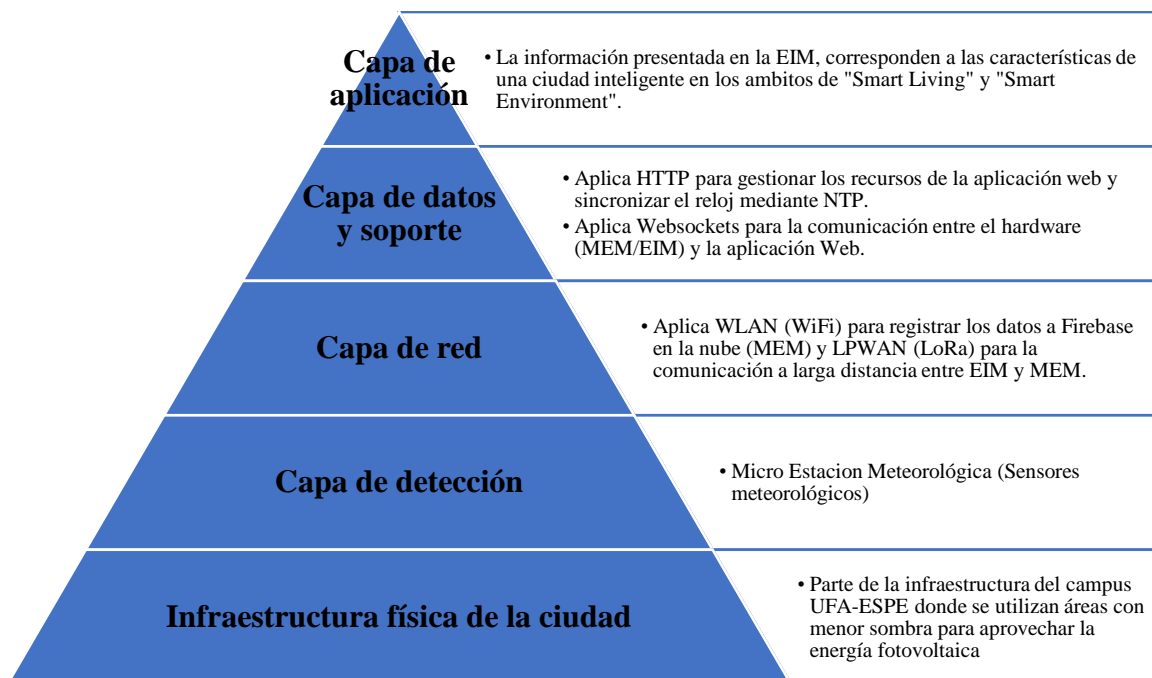 Capa de
aplicación
• La información presentada en la EIM, corresponden a las características de
una ciudad inteligente en los ambitos de "Smart Living" y "Smart
Environment".
Capa de datos
y soporte
• Aplica HTTP para gestionar los recursos de la aplicación web y
sincronizar el reloj mediante NTP.
• Aplica Websockets para la comunicación entre el hardware
(MEM/EIM) y la aplicación Web.
Capa de red
• Aplica WLAN (WiFi) para registrar los datos a Firebase
en la nube (MEM) y LPWAN (LoRa) para la
comunicación a larga distancia entre EIM y MEM.
Capa de detección
• Micro Estacion Meteorológica (Sensores
meteorológicos)
Infraestructura física de la ciudad
• Parte de la infraestructura del campus
UFA-ESPE donde se utilizan áreas con
menor sombra para aprovechar la
energía fotovoltaica